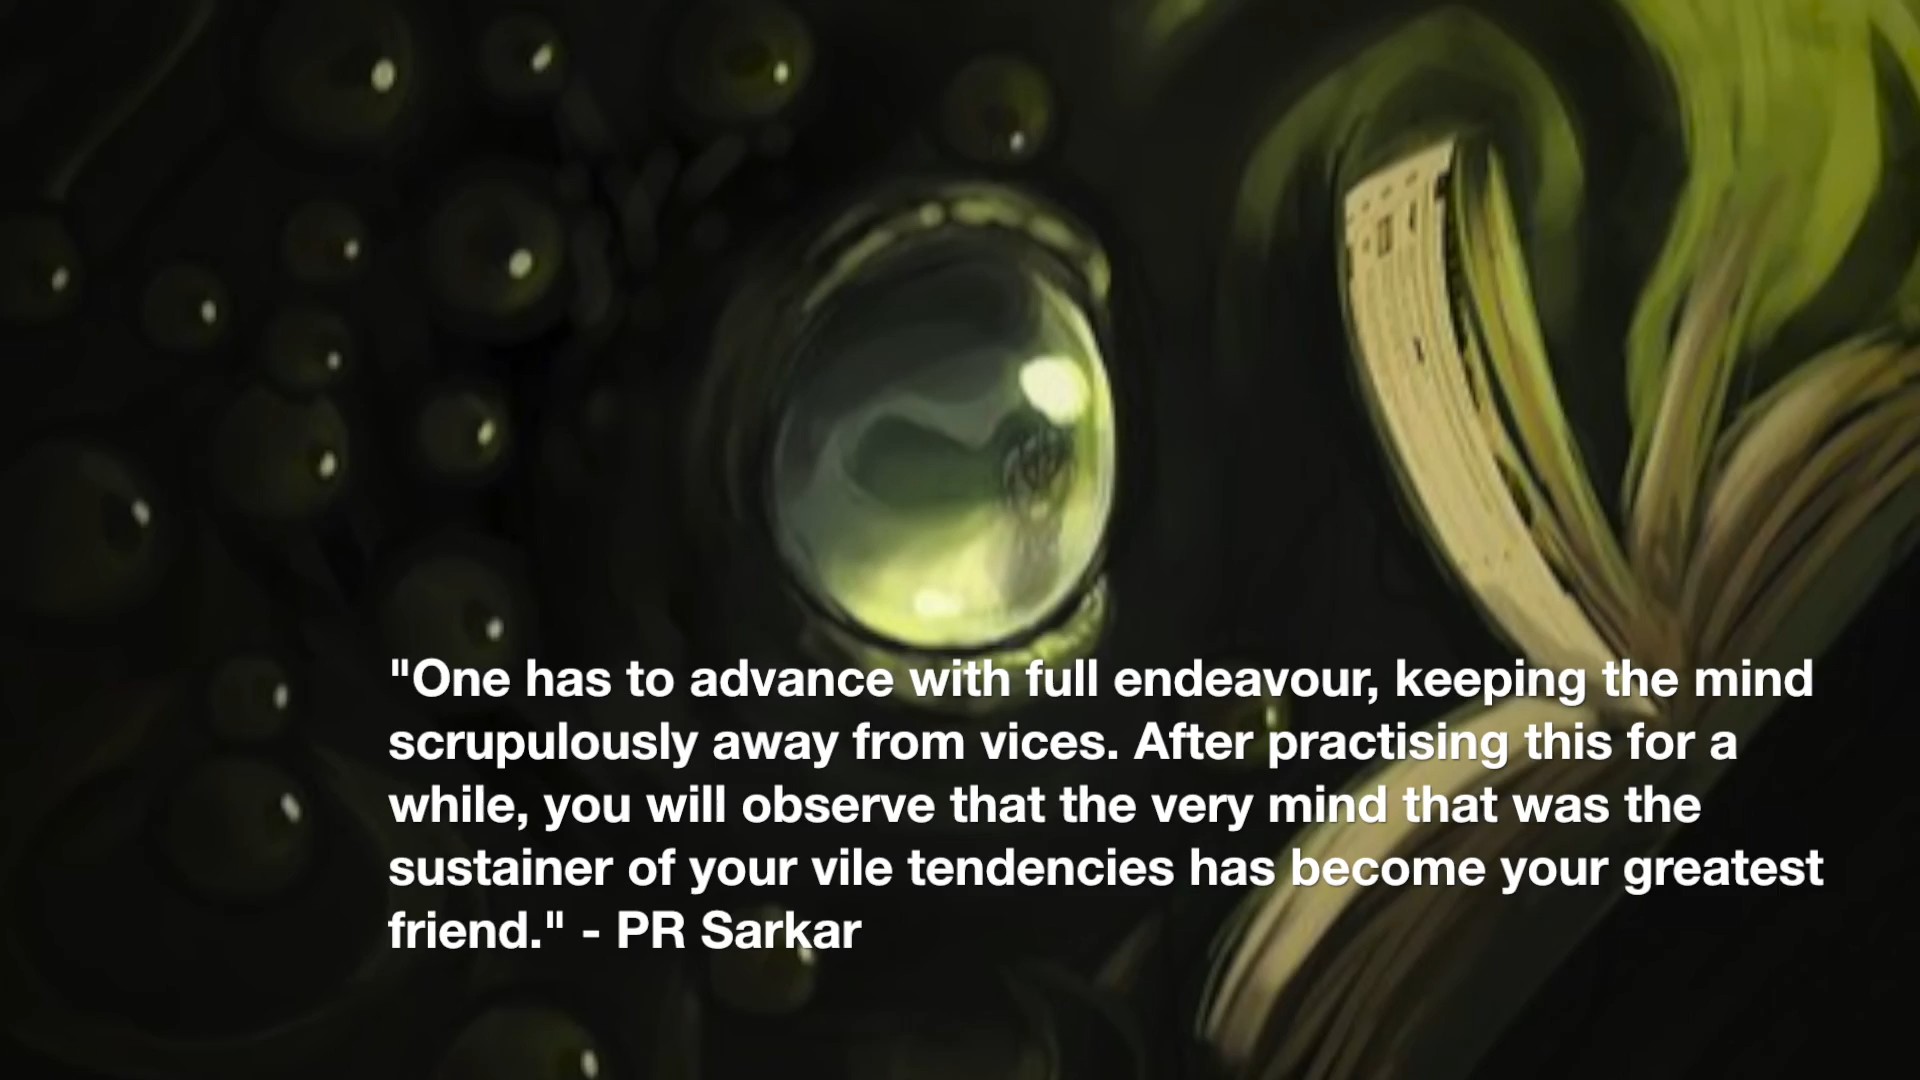 "One has to advance with full endeavour, keeping the mind
scrupulously away from vices. After practising this for a
while, you will observe that the very mind that was the
sustainer of your vile tendencies has become your greatest
friend." - PR Sarkar